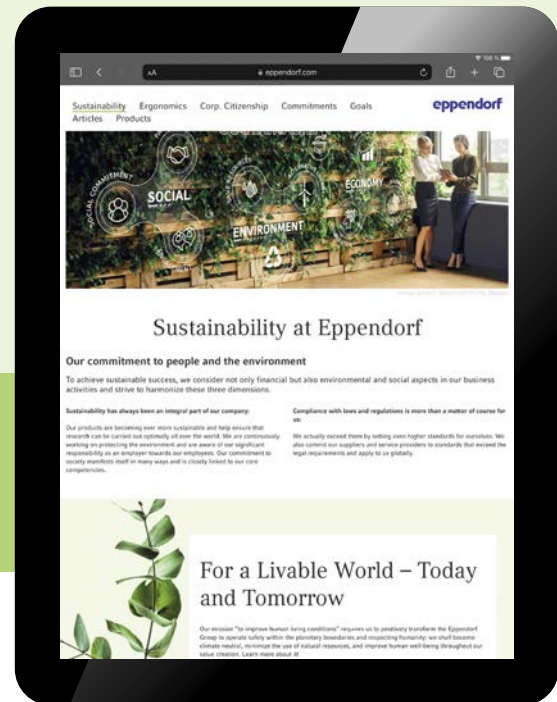 100 %
AA
eppendorf.com
Sustainability Ergonomics Corp. Citizenship Commitments Goals
Articles Products
eppendorf
SOCIAL COMMITMENT
SOCIAL
ECONOMY
ENVIRONMENT
Sustainability at Eppendorf
Our commitment to people and the environment
To achieve sustainable success, we consider not only financial but also environmental and social aspects in our business
activities and strive to harmonize these three dimensions.
Sustainability has always been an integral part of our company:
Our products are becoming ever more sustainable and help ensure that
research can be carried out optimally all over the world. We are continuously
working on protecting the environment and are aware of our significant
responsibility as an employer towards our employees. Our commitment to
society manifests itself in many ways and is closely linked to our core
competencies.
Compliance with laws and regulations is more than a matter of course for
us:
We actually exceed them by setting even higher standards for ourselves. We
also commit our suppliers and service providers to standards that exceed the
legal requirements and apply to us globally.
For a Livable World – Today
and Tomorrow
Our mission "to improve human living conditions" requires us to positively transform the Eppendorf
Group to operate safely within the planetary boundaries and respecting humanity: we shall become
climate neutral, minimize the use of natural resources, and improve human well-being throughout our
value creation. Learn more about it!